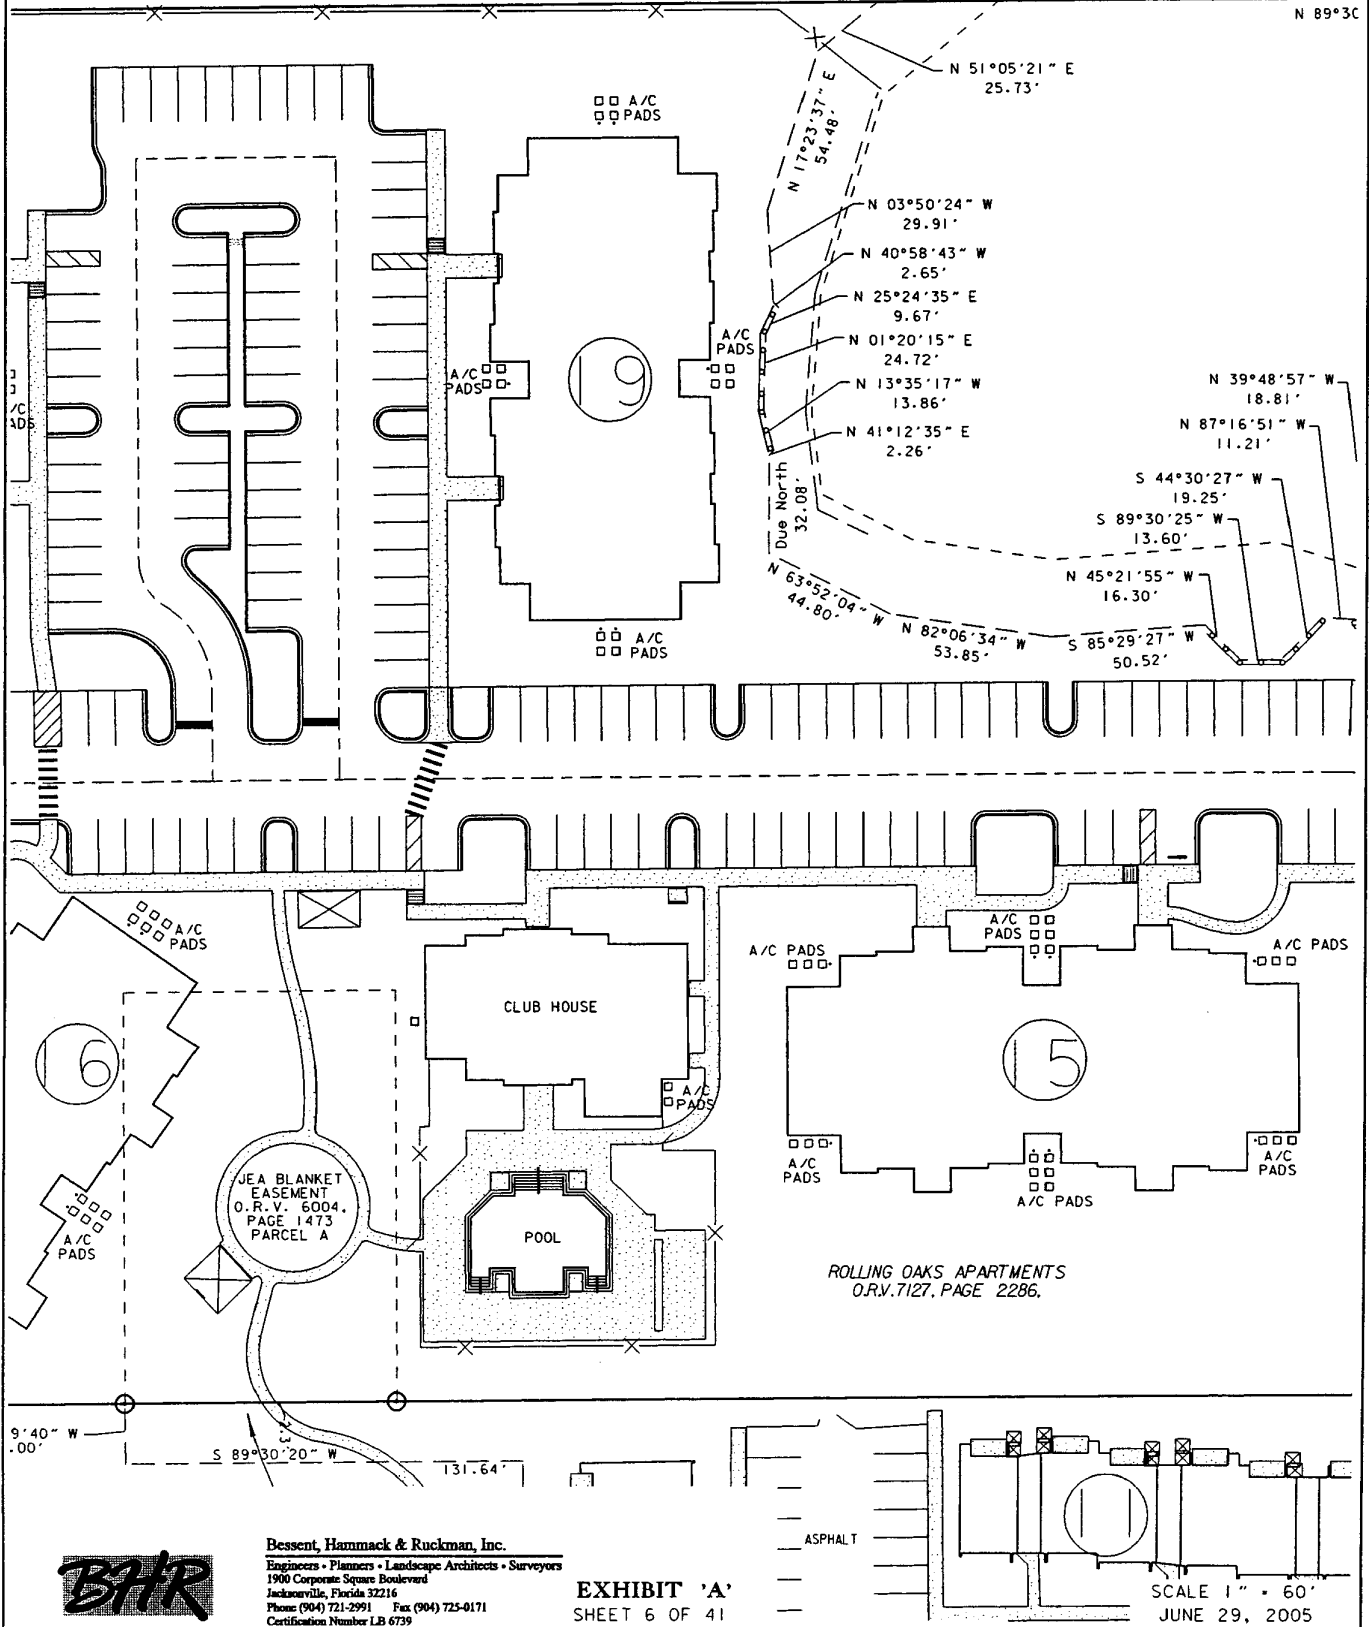 N 89°30
N 51°05'21" E
25.73'
A/C
PADS
N 17°23'37" E
54.48'
N 03°50'24" W
29.91'
N 40°58'43" W
2.65'
N 25°24'35" E
9.67'
A/C
PADS
N 01°20'15" E
24.72'
A/C
PADS
19
N 13°35'17" W
13.86'
N 39°48'57" W
18.81'
N 41°12'35" E
2.26'
N 87°16'51" W
11.21'
Due North
32.08'
S 44°30'27" W
19.25'
S 89°30'25" W
13.60'
N 45°21'55" W
16.30'
N 63°52'04" W
44.80'
N 82°06'34" W
53.85'
S 85°29'27" W
50.52'
A/C
PADS
A/C
PADS
A/C PADS
A/C
PADS
A/C PADS
CLUB HOUSE
16
15
A/C
PADS
A/C
PADS
A/C PADS
A/C
PADS
JEA BLANKET
EASEMENT
O.R.V. 6004,
PAGE 1473
PARCEL A
A/C
PADS
POOL
ROLLING OAKS APARTMENTS
O.R.V.7127, PAGE 2286.
9'40" W
.00'
S 89°30'20" W
131.64'
11
ASPHALT
BHR
Bessent, Hammack & Ruckman, Inc.
Engineers • Planners • Landscape Architects • Surveyors
1900 Corporate Square Boulevard
Jacksonville, Florida 32216
Phone (904) 721-2991 Fax (904) 725-0171
Certification Number LB 6739
EXHIBIT 'A'
SHEET 6 OF 41
SCALE 1" = 60'
JUNE 29, 2005